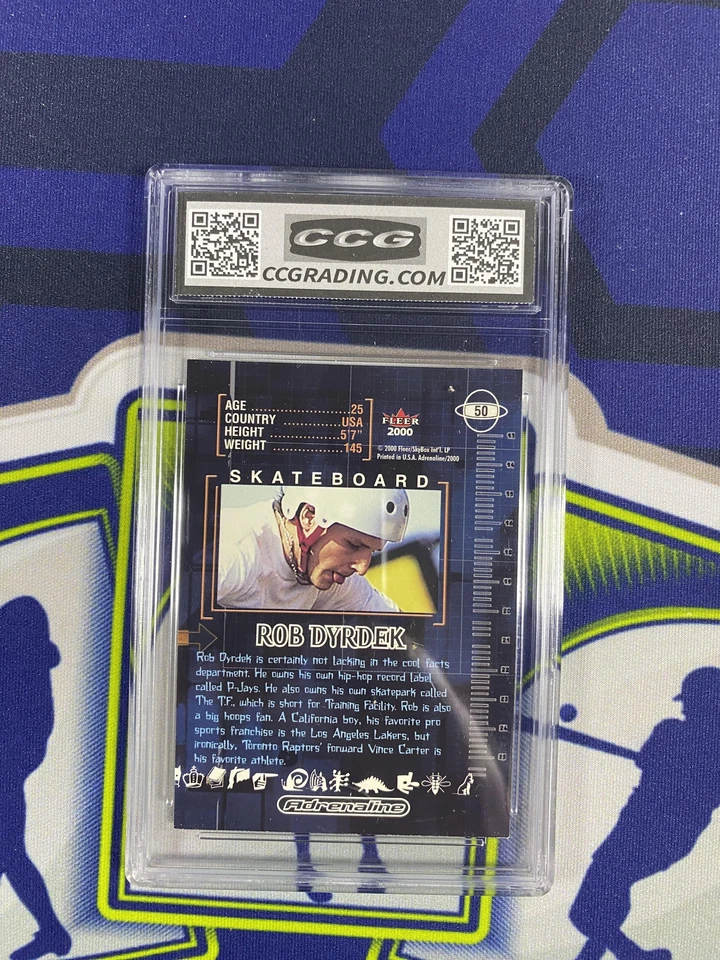 CCG
CCGRADING.COM
AGE ........................25
COUNTRY ................USA
HEIGHT ...................5'7"
WEIGHT ...................145
FLEER
2000
50
© 2000 Fleer/SkyBox Int'l. LP
Printed in U.S.A. Adrenaline/2000
SKATEBOARD
ROB DYRDEK
Rob Dyrdek is certainly not lacking in the cool facts
department. He owns his own hip-hop record label
called P-Jays. He also owns his own skatepark called
The T.F., which is short for Training Facility. Rob is also
a big hoops fan. A California boy, his favorite pro
sports franchise is the Los Angeles Lakers, but
ironically, Toronto Raptors' forward Vince Carter is
his favorite athlete.
Adrenaline